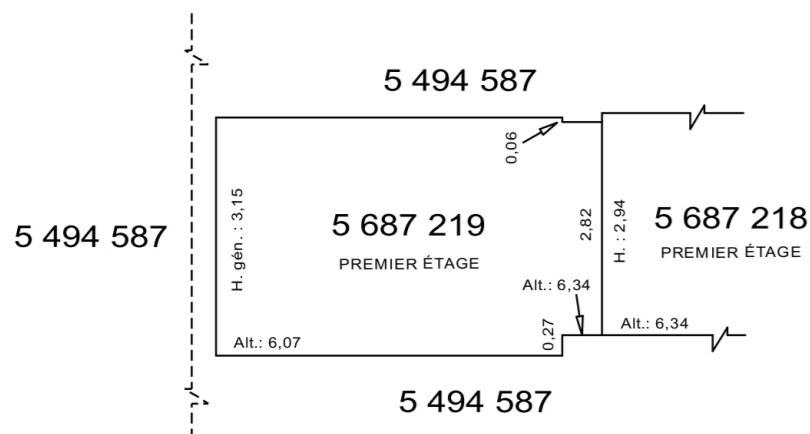 5 494 587
0,06
5 494 587
H. gén. : 3,15
5 687 219
PREMIER ÉTAGE
2,82
H. : 2,94
5 687 218
PREMIER ÉTAGE
Alt.: 6,34
Alt.: 6,07
0,27
Alt.: 6,34
5 494 587